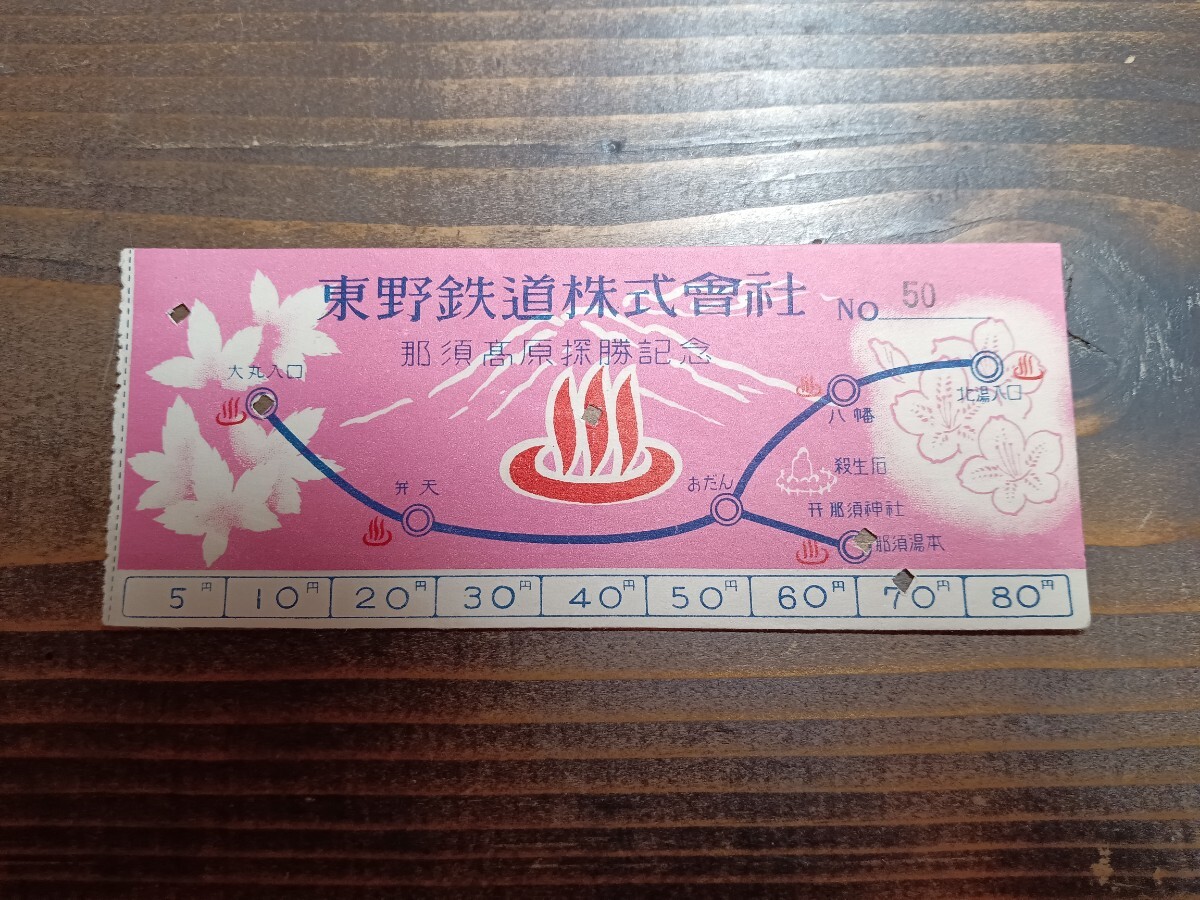 東野鉄道株式會社
No 50
那須髙原探勝記念
大丸入口
弁天
おだん
八幡
北湯入口
殺生石
那須神社
那須湯本
5円 10円 20円 30円 40円 50円 60円 70円 80円